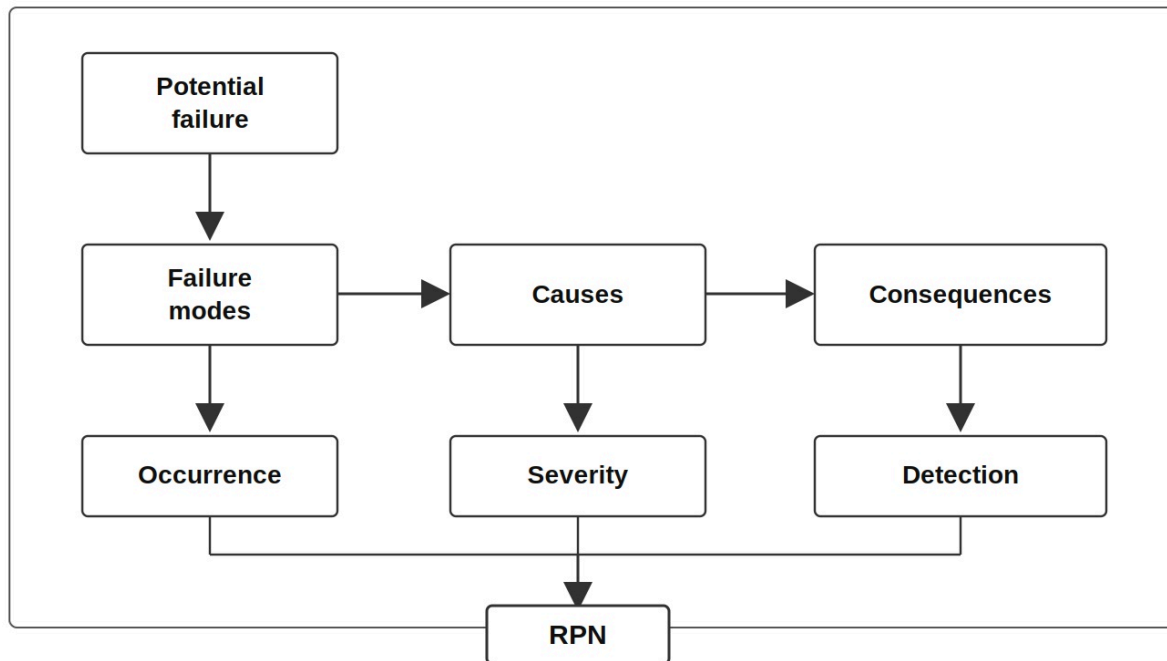 Potential
failure
Failure
modes
Causes
Consequences
Occurrence
Severity
Detection
RPN